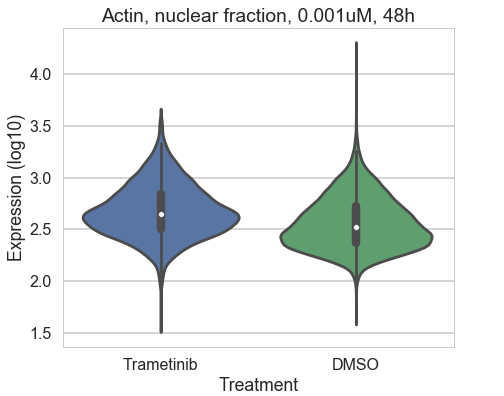 Actin, nuclear fraction, 0.001uM, 48h
Expression (log10)
4.0
3.5
3.0
2.5
2.0
1.5
Trametinib DMSO
Treatment